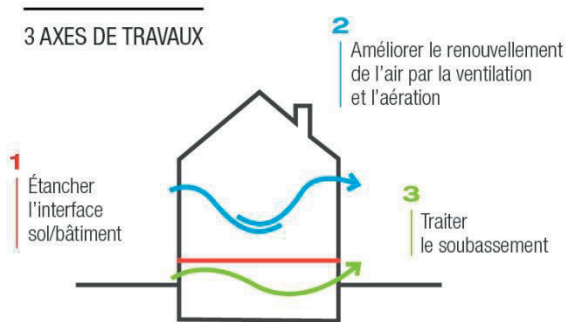 3 AXES DE TRAVAUX
1
Étancher
l'interface
sol/bâtiment
2
Améliorer le renouvellement
de l'air par la ventilation
et l'aération
3
Traiter
le soubassement